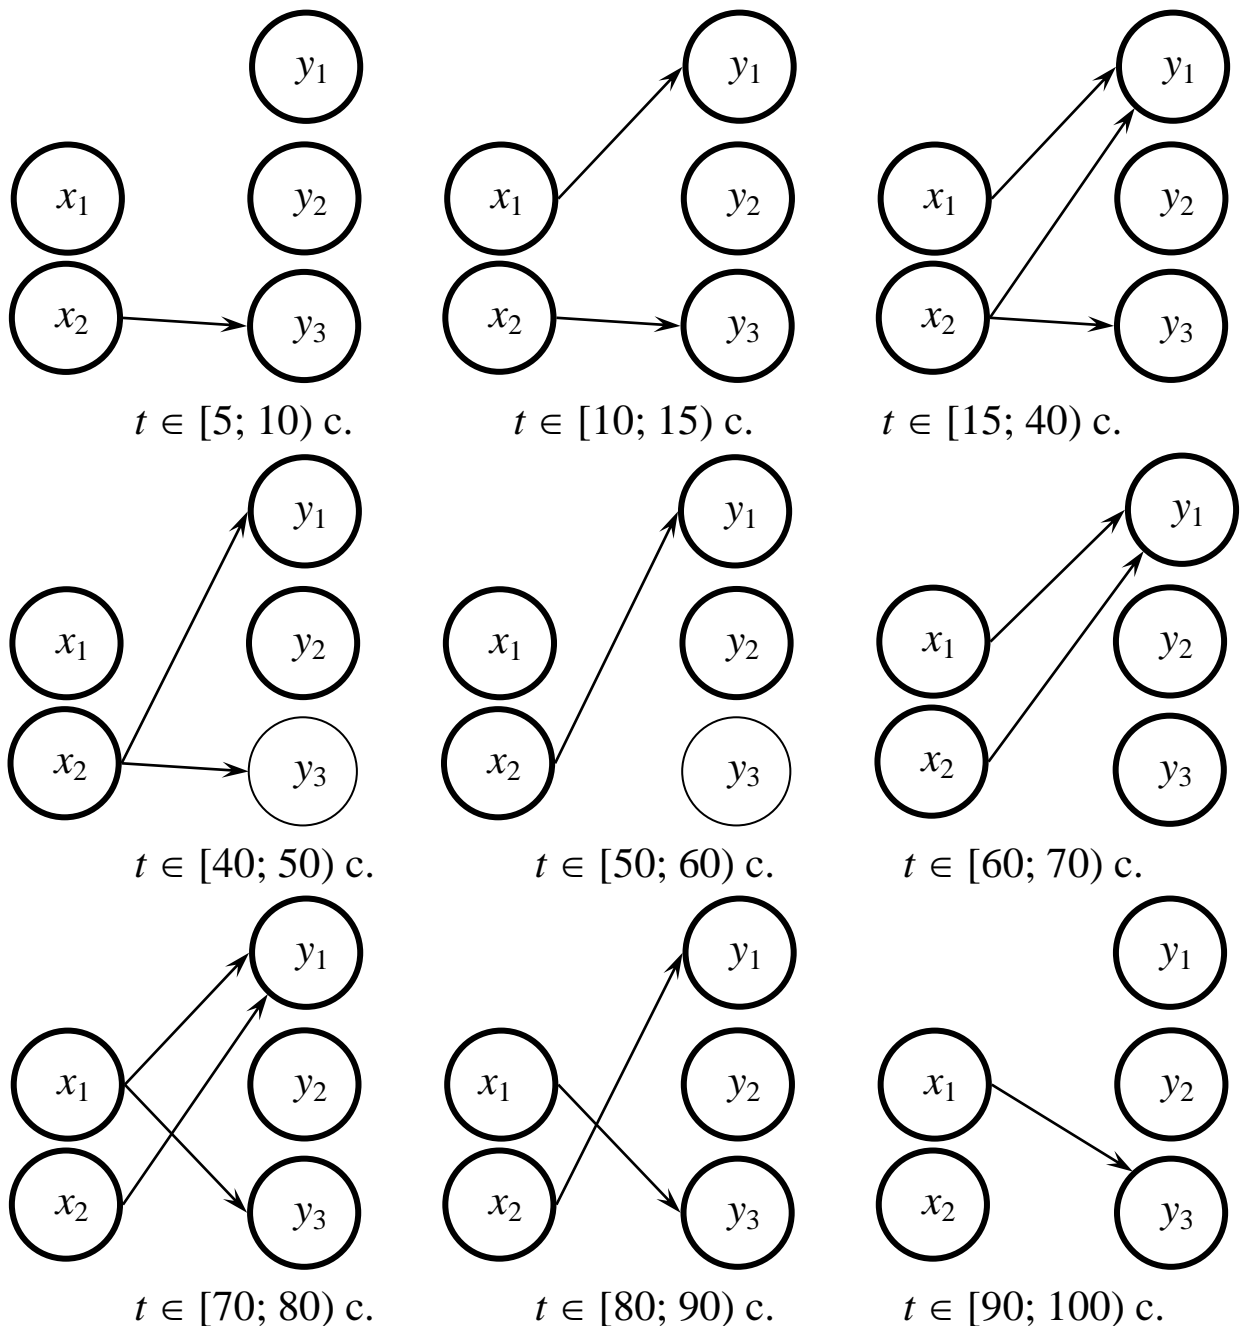 y₁ y₁ y₁
x₁ y₂ x₁ y₂ x₁ y₂
x₂ y₃ x₂ y₃ x₂ y₃
t ∈ [5; 10) с. t ∈ [10; 15) с. t ∈ [15; 40) с.
y₁ y₁ y₁
x₁ y₂ x₁ y₂ x₁ y₂
x₂ y₃ x₂ y₃ x₂ y₃
t ∈ [40; 50) с. t ∈ [50; 60) с. t ∈ [60; 70) с.
y₁ y₁ y₁
x₁ y₂ x₁ y₂ x₁ y₂
x₂ y₃ x₂ y₃ x₂ y₃
t ∈ [70; 80) с. t ∈ [80; 90) с. t ∈ [90; 100) с.